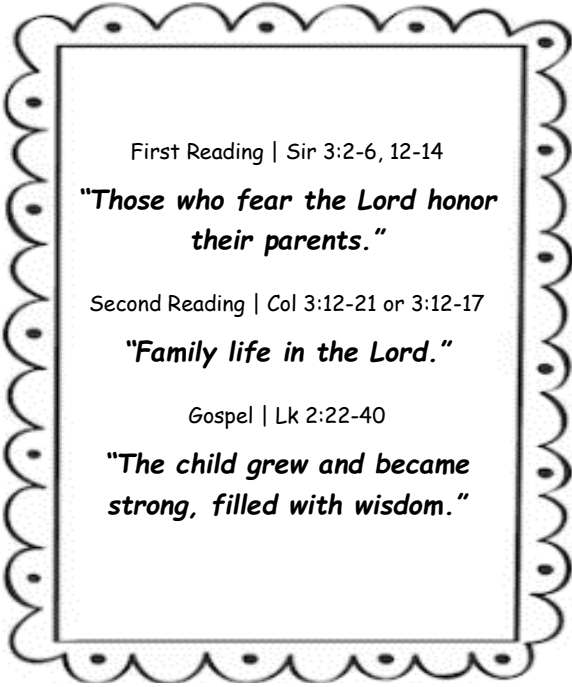 First Reading | Sir 3:2-6, 12-14
“Those who fear the Lord honor
their parents.”
Second Reading | Col 3:12-21 or 3:12-17
“Family life in the Lord.”
Gospel | Lk 2:22-40
“The child grew and became
strong, filled with wisdom.”